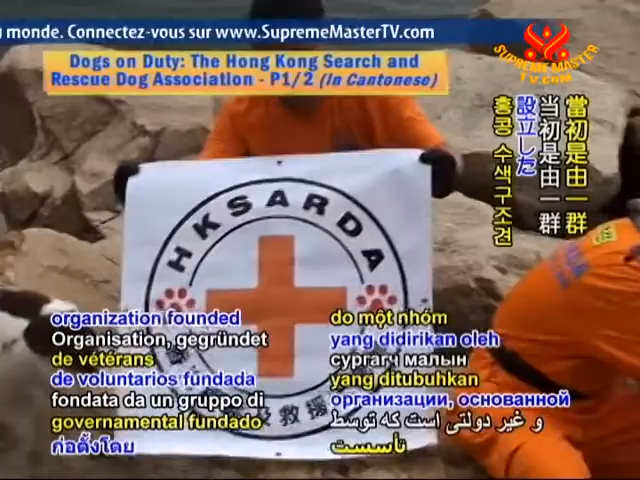 u monde. Connectez-vous sur www.SupremeMasterTV.com
Dogs on Duty: The Hong Kong Search and
Rescue Dog Association - P1/2 (In Cantonese)
SUPREME MASTER
TV.COM
當初是由一群
当初是由一群
設立した
홍콩 수색구조견
HKSARDA
及救援
organization founded
Organisation, gegründet
de vétérans
de voluntarios fundada
fondata da un gruppo di
governamental fundado
ก่อตั้งโดย
do một nhóm
yang didirikan oleh
сургагч малын
yang ditubuhkan
организации, основанной
و غیر دولتی است که توسط
تأسست